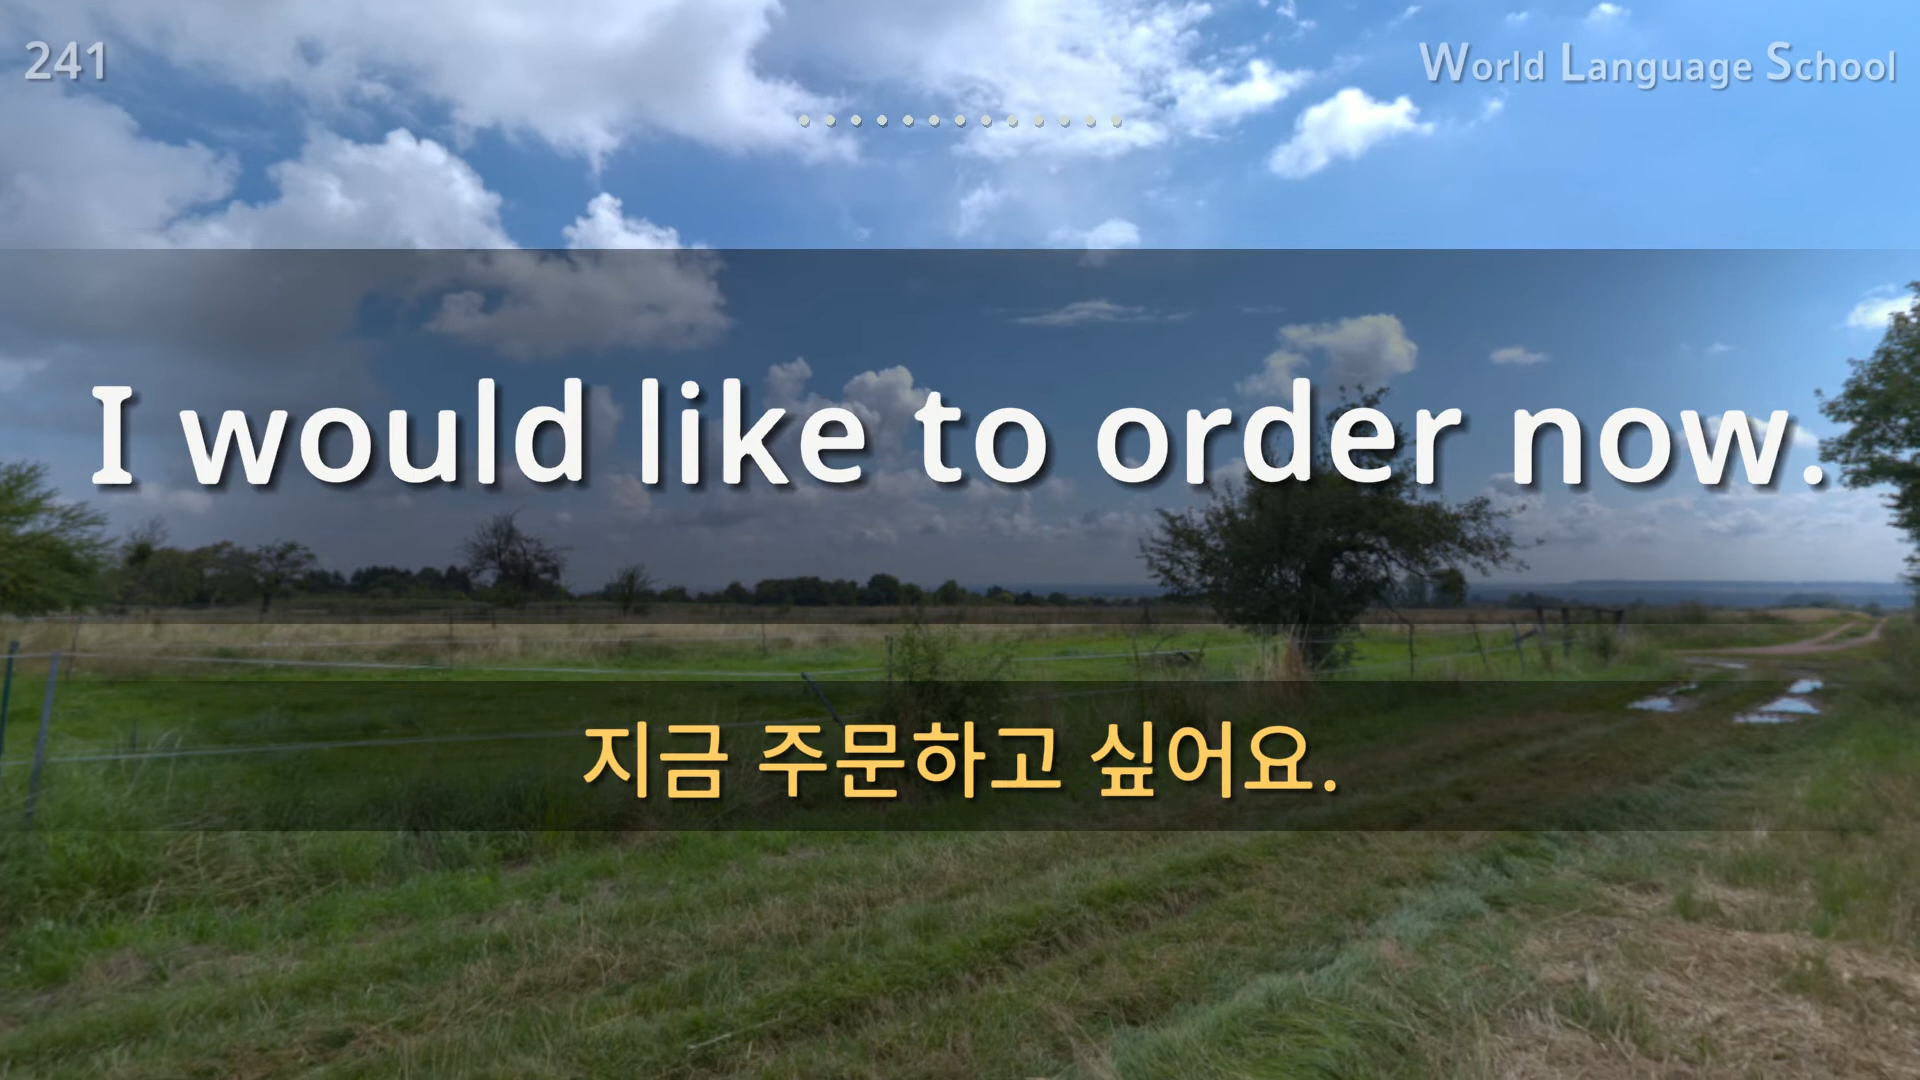 241
World Language School
I would like to order now.
지금 주문하고 싶어요.